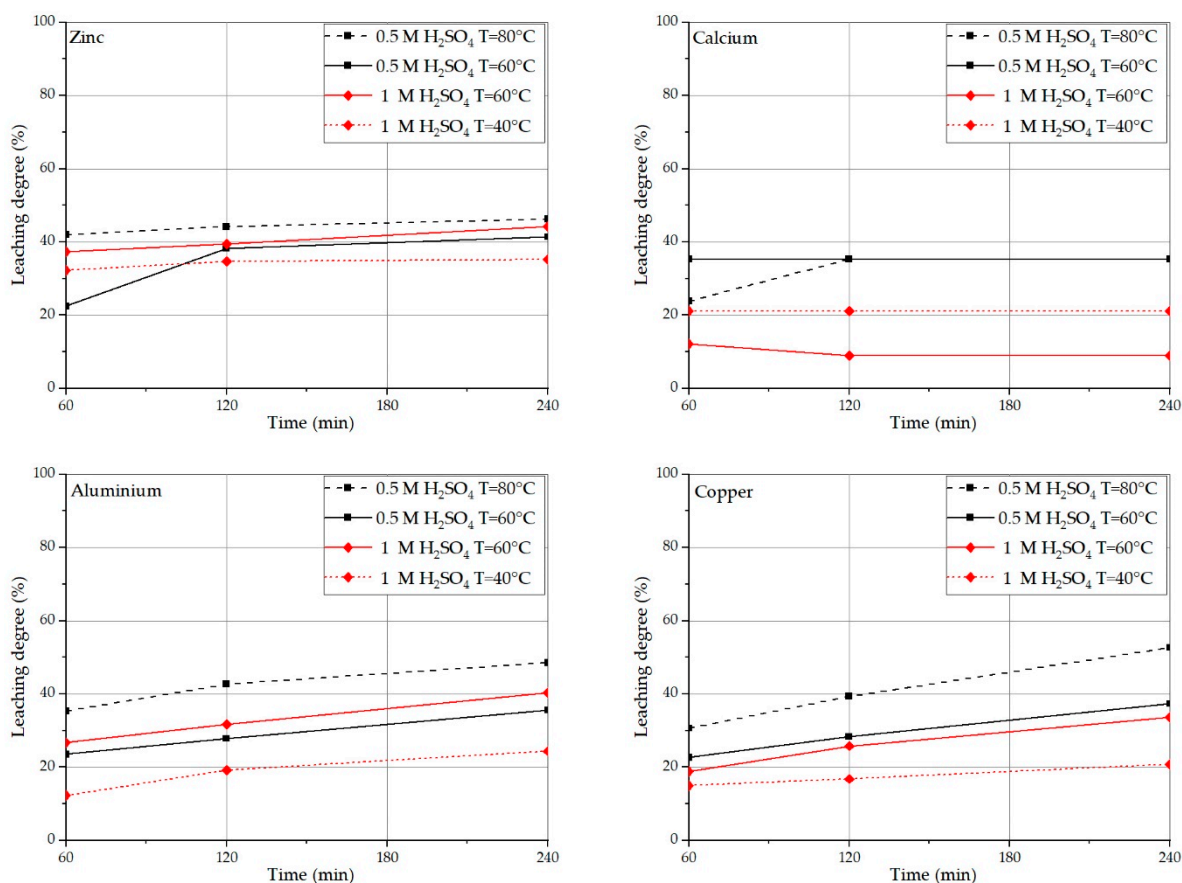 Zinc
0.5 M H₂SO₄ T=80°C
0.5 M H₂SO₄ T=60°C
1 M H₂SO₄ T=60°C
1 M H₂SO₄ T=40°C
Leaching degree (%)
100
80
60
40
20
0
60
120
180
240
Time (min)
Calcium
0.5 M H₂SO₄ T=80°C
0.5 M H₂SO₄ T=60°C
1 M H₂SO₄ T=60°C
1 M H₂SO₄ T=40°C
Leaching degree (%)
100
80
60
40
20
0
60
120
180
240
Time (min)
Aluminium
0.5 M H₂SO₄ T=80°C
0.5 M H₂SO₄ T=60°C
1 M H₂SO₄ T=60°C
1 M H₂SO₄ T=40°C
Leaching degree (%)
100
80
60
40
20
0
60
120
180
240
Time (min)
Copper
0.5 M H₂SO₄ T=80°C
0.5 M H₂SO₄ T=60°C
1 M H₂SO₄ T=60°C
1 M H₂SO₄ T=40°C
Leaching degree (%)
100
80
60
40
20
0
60
120
180
240
Time (min)